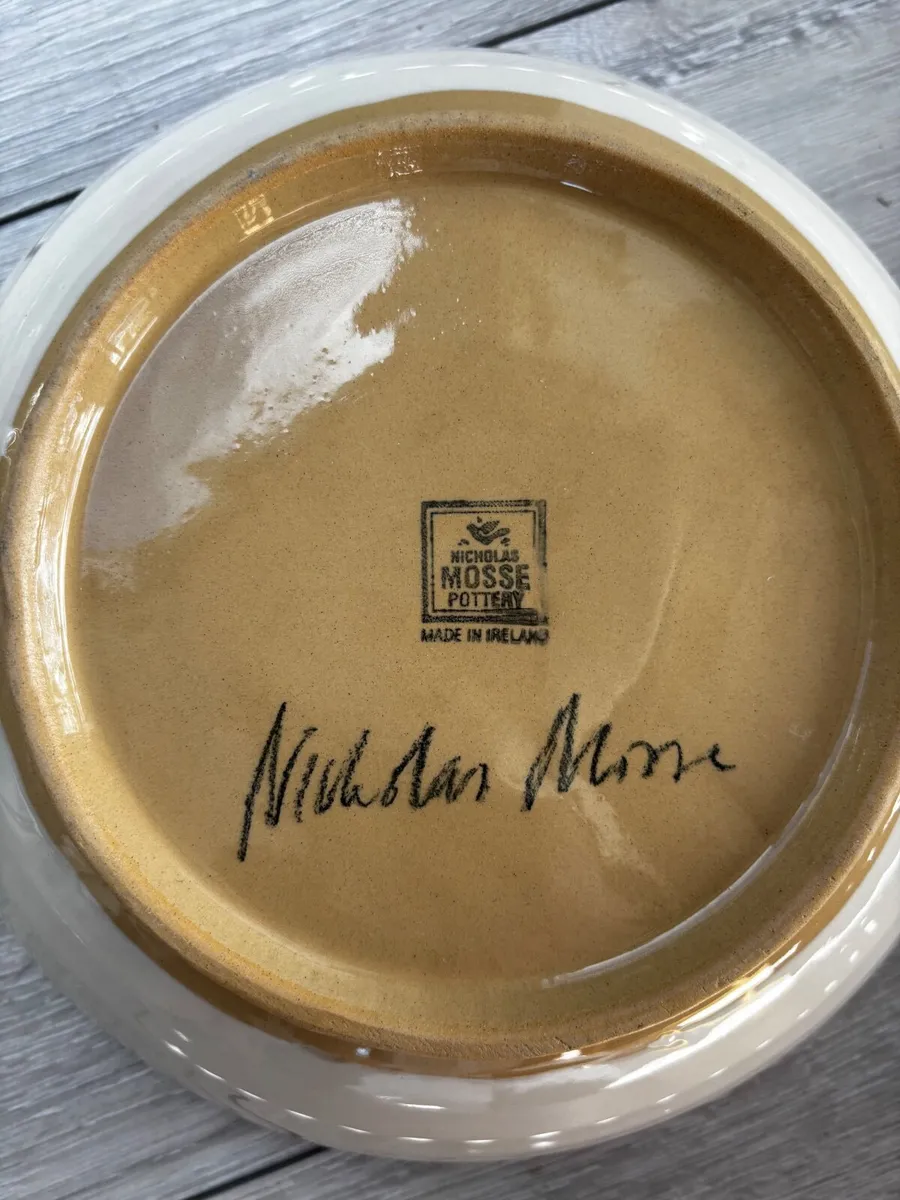 NICHOLAS
MOSSE
POTTERY
MADE IN IRELAND
Nicholas Mosse